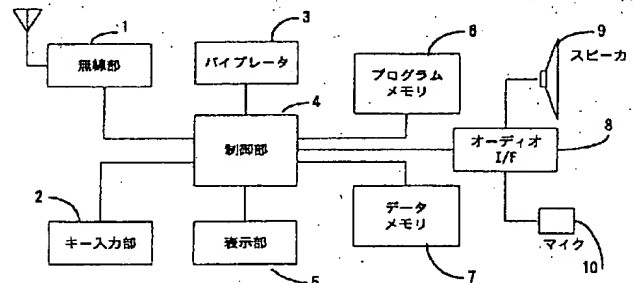 1
無線部
3
バイブレータ
6
プログラム
メモリ
9
スピーカ
4
制御部
オーディオ
I/F
8
2
キー入力部
表示部
5
データ
メモリ
7
マイク
10